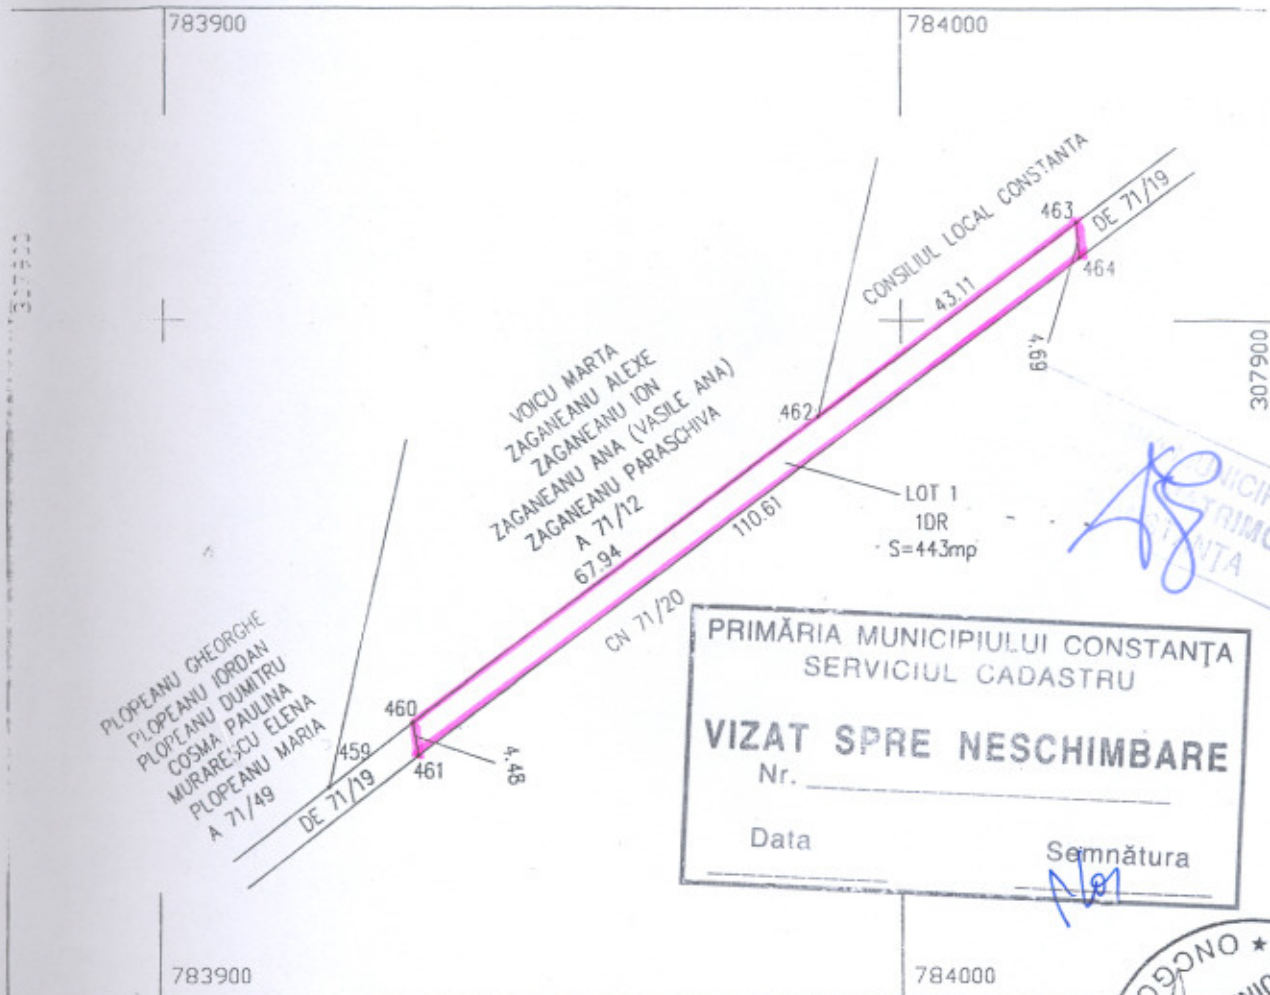 783900
784000
CONSILIUL LOCAL CONSTANTA
463
DE 71/19
464
43.11
4.69
307900
VOICU MARTA
ZAGANEANU ALEXE
ZAGANEANU ION
ZAGANEANU ANA (VASILE ANA)
ZAGANEANU PARASCHIVA
A 71/12
67.94
462
110.61
LOT 1
1DR
S=443mp
CN 71/20
PLOPEANU GHEORGHE
PLOPEANU IORDAN
PLOPEANU DUMITRU
COSMA PAULINA
MURARESCU ELENA
PLOPEANU MARIA
A 71/49
460
459
461
4.48
DE 71/19
PRIMĂRIA MUNICIPIULUI CONSTANȚA
SERVICIUL CADASTRU
VIZAT SPRE NESCHIMBARE
Nr.
Data
Semnătura
783900
784000